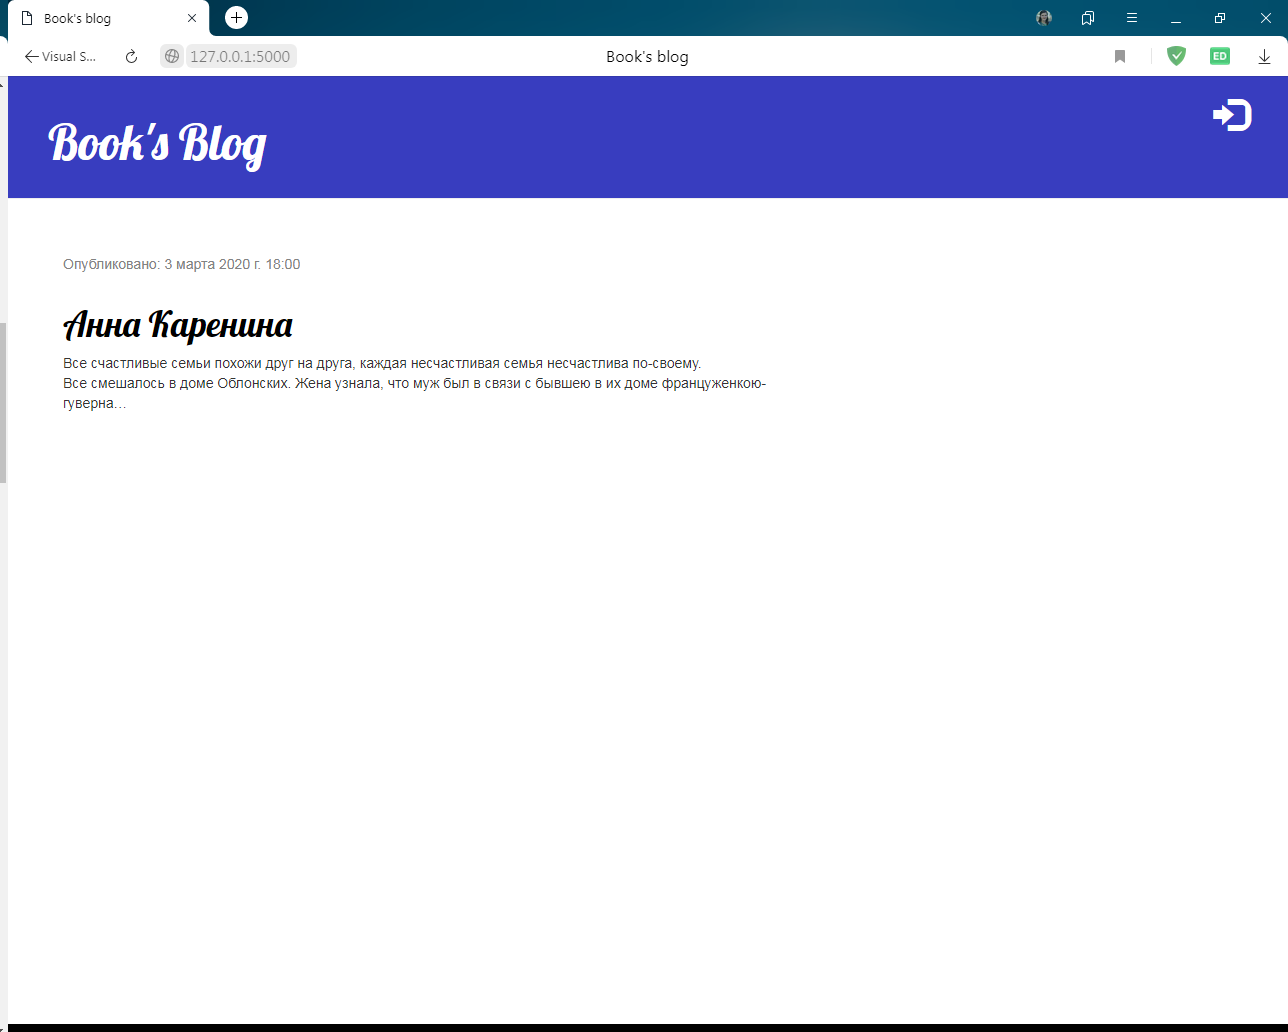 Book's blog
Visual S...
127.0.0.1:5000
Book's blog
ED
Book's Blog
Опубликовано: 3 марта 2020 г. 18:00
Анна Каренина
Все счастливые семьи похожи друг на друга, каждая несчастливая семья несчастлива по-своему.
Все смешалось в доме Облонских. Жена узнала, что муж был в связи с бывшею в их доме француженкою-
гуверна…